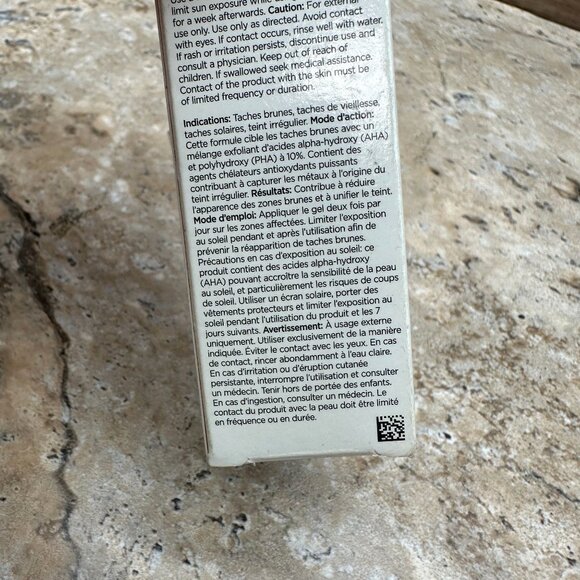 limit sun exposure while
for a week afterwards. Caution: For external
use only. Use only as directed. Avoid contact
with eyes. If contact occurs, rinse well with water.
If rash or irritation persists, discontinue use and
consult a physician. Keep out of reach of
children. If swallowed seek medical assistance.
Contact of the product with the skin must be
of limited frequency or duration.
Indications: Taches brunes, taches de vieillesse,
taches solaires, teint irrégulier. Mode d'action:
Cette formule cible les taches brunes avec un
mélange exfoliant d'acides alpha-hydroxy (AHA)
et polyhydroxy (PHA) à 10%. Contient des
agents chélateurs antioxydants puissants
contribuant à capturer les métaux à l'origine du
teint irrégulier. Résultats: Contribue à réduire
l'apparence des zones brunes et à unifier le teint.
Mode d'emploi: Appliquer le gel deux fois par
jour sur les zones affectées. Limiter l'exposition
au soleil pendant et après l'utilisation afin de
prévenir la réapparition de taches brunes.
Précautions en cas d'exposition au soleil: ce
produit contient des acides alpha-hydroxy
(AHA) pouvant accroître la sensibilité de la peau
au soleil, et particulièrement les risques de coups
de soleil. Utiliser un écran solaire, porter des
vêtements protecteurs et limiter l'exposition au
soleil pendant l'utilisation du produit et les 7
jours suivants. Avertissement: À usage externe
uniquement. Utiliser exclusivement de la manière
indiquée. Éviter le contact avec les yeux. En cas
de contact, rincer abondamment à l'eau claire.
En cas d'irritation ou d'éruption cutanée
persistante, interrompre l'utilisation et consulter
un médecin. Tenir hors de portée des enfants.
En cas d'ingestion, consulter un médecin. Le
contact du produit avec la peau doit être limité
en fréquence ou en durée.